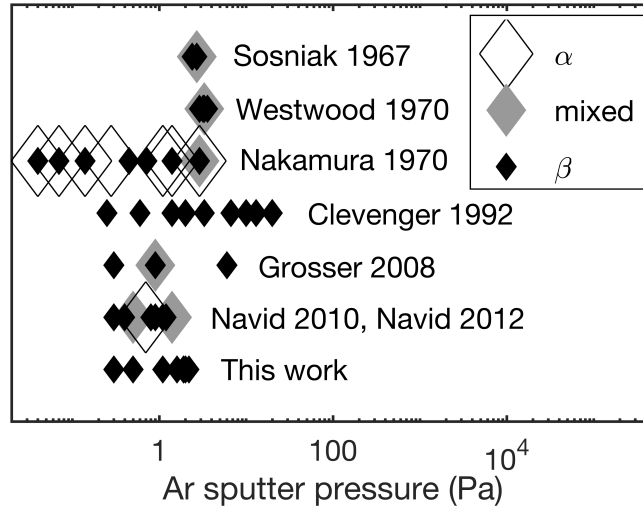 Sosniak 1967
Westwood 1970
Nakamura 1970
Clevenger 1992
Grosser 2008
Navid 2010, Navid 2012
This work
α
mixed
β
1 100 10⁴
Ar sputter pressure (Pa)